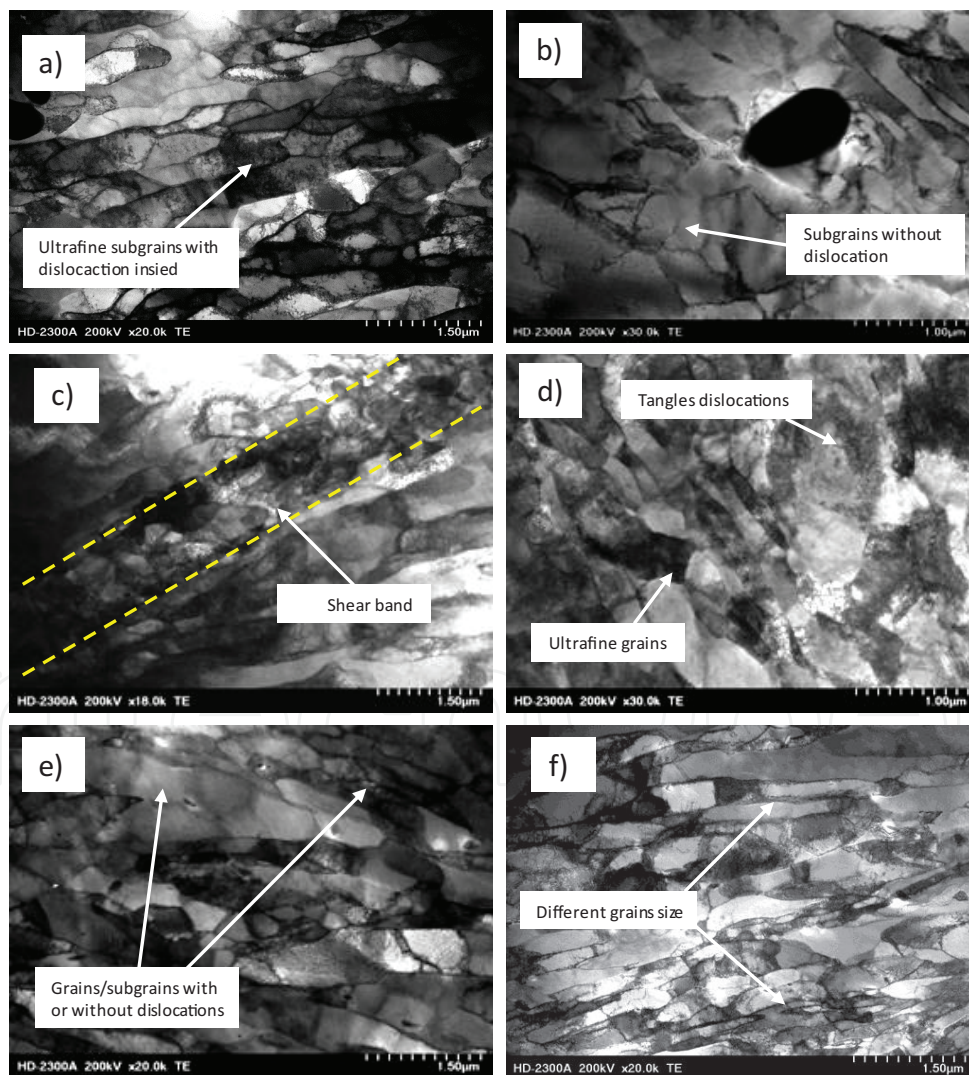 a)
Ultrafine subgrains with
dislocaction insied
HD-2300A 200kV x20.0k TE
1.50µm
b)
Subgrains without
dislocation
HD-2300A 200kV x30.0k TE
1.00µm
c)
Shear band
HD-2300A 200kV x18.0k TE
1.50µm
d)
Tangles dislocations
Ultrafine grains
HD-2300A 200kV x30.0k TE
1.00µm
e)
Grains/subgrains with
or without dislocations
HD-2300A 200kV x20.0k TE
1.50µm
f)
Different grains size
HD-2300A 200kV x20.0k TE
1.50µm